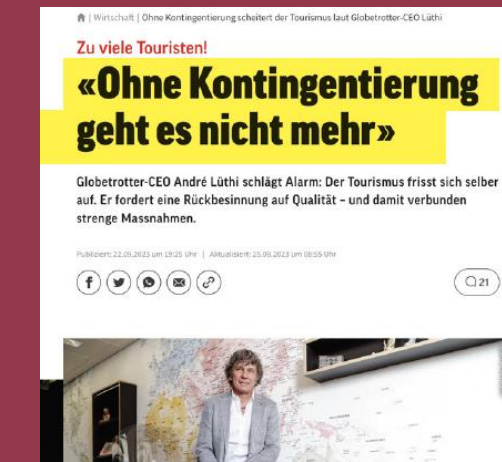 Wirtschaft | Ohne Kontingentierung scheitert der Tourismus laut Globetrotter-CEO Lüthi
Zu viele Touristen!
«Ohne Kontingentierung
geht es nicht mehr»
Globetrotter-CEO André Lüthi schlägt Alarm: Der Tourismus frisst sich selber
auf. Er fordert eine Rückbesinnung auf Qualität – und damit verbunden
strenge Massnahmen.
Publiziert: 22.09.2023 um 19:25 Uhr | Aktualisiert: 25.09.2023 um 08:55 Uhr
21